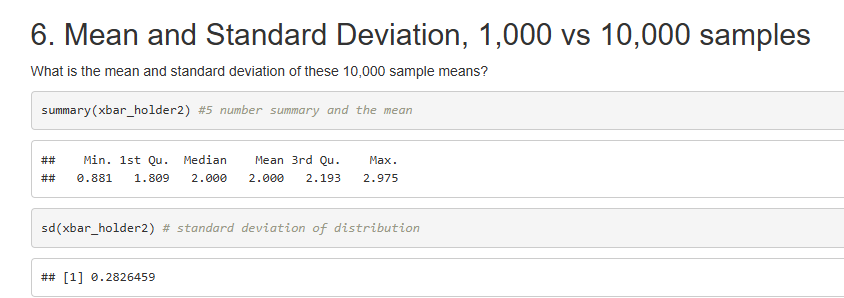 6. Mean and Standard Deviation, 1,000 vs 10,000 samples
What is the mean and standard deviation of these 10,000 sample means?
summary(xbar_holder2) #5 number summary and the mean
##    Min. 1st Qu.  Median    Mean 3rd Qu.    Max.
##   0.881   1.809   2.000   2.000   2.193   2.975
sd(xbar_holder2) # standard deviation of distribution
## [1] 0.2826459